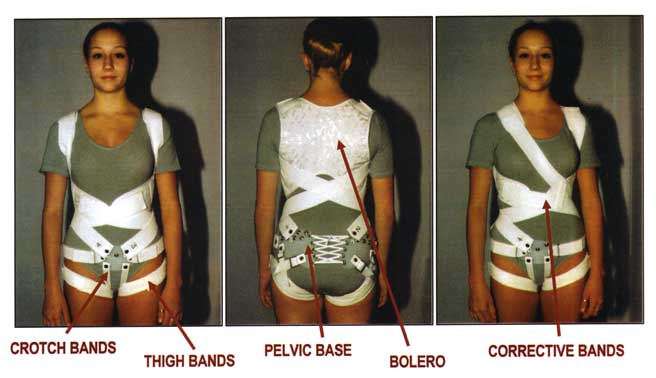 CROTCH BANDS
THIGH BANDS
PELVIC BASE
BOLERO
CORRECTIVE BANDS